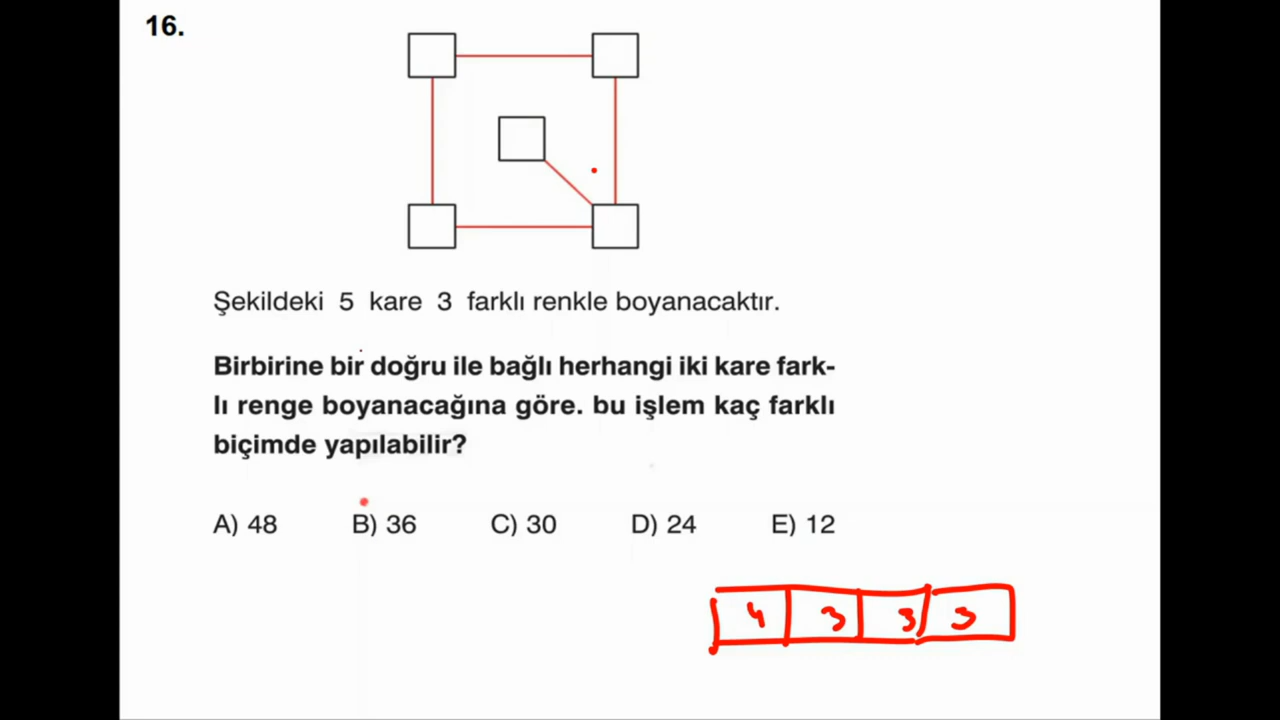 16.
Şekildeki 5 kare 3 farklı renkle boyanacaktır.
Birbirine bir doğru ile bağlı herhangi iki kare fark-
lı renge boyanacağına göre. bu işlem kaç farklı
biçimde yapılabilir?
A) 48 B) 36 C) 30 D) 24 E) 12
4 3 3 3